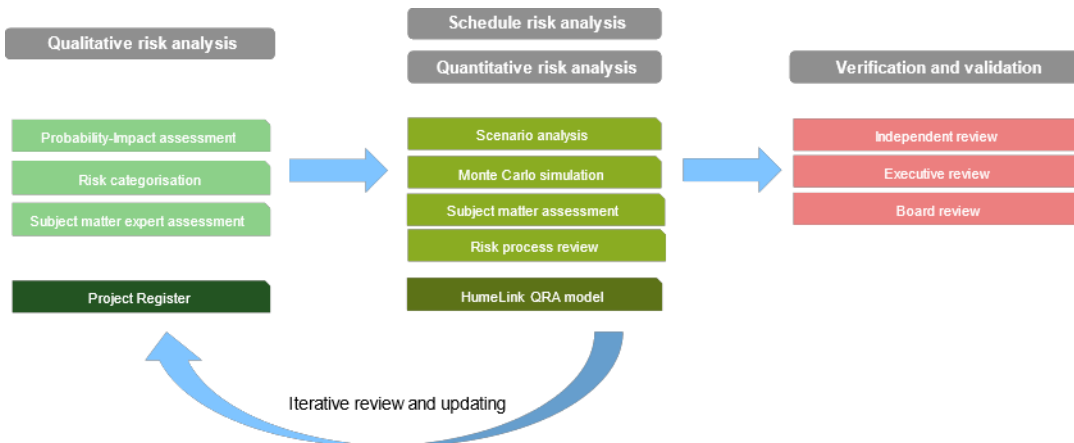 Qualitative risk analysis
Probability-Impact assessment
Risk categorisation
Subject matter expert assessment
Project Register
Schedule risk analysis
Quantitative risk analysis
Scenario analysis
Monte Carlo simulation
Subject matter assessment
Risk process review
HumeLink QRA model
Verification and validation
Independent review
Executive review
Board review
Iterative review and updating